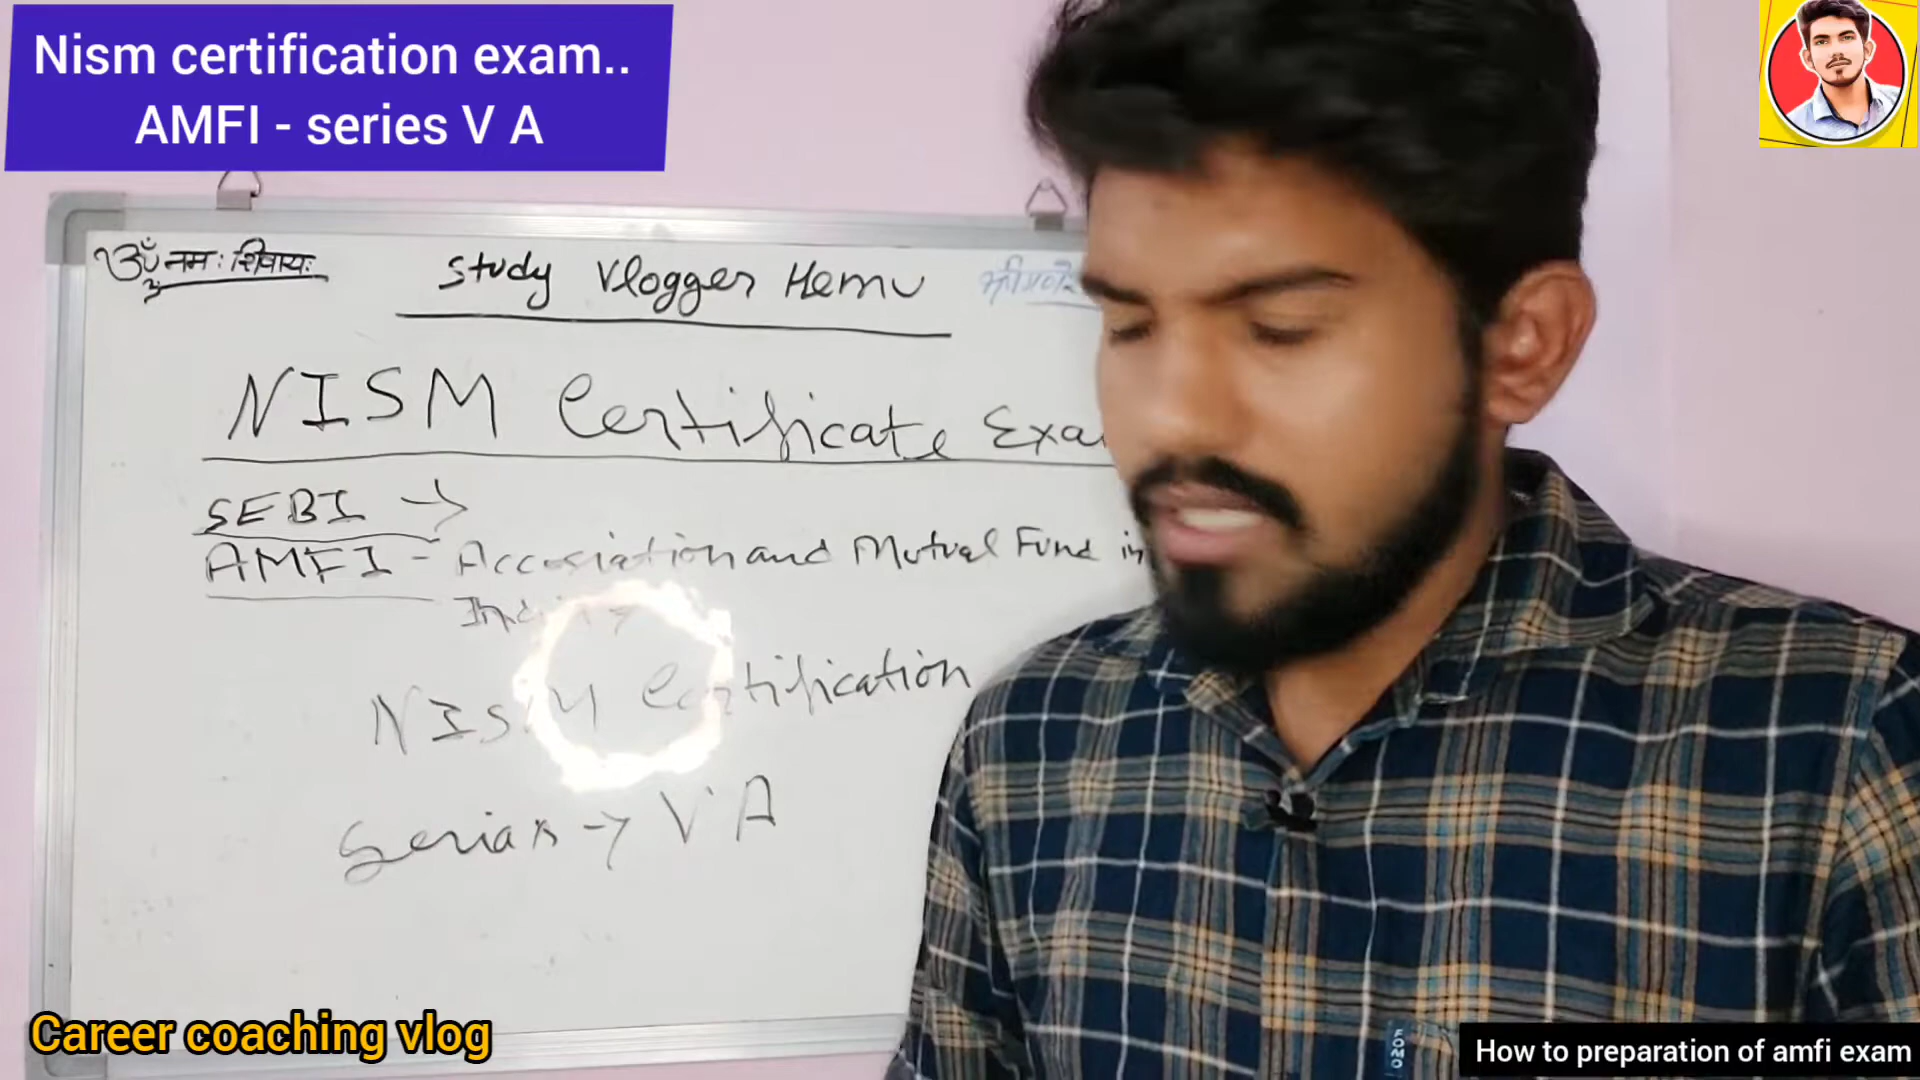 Nism certification exam..
AMFI - series V A
ॐ नमः शिवायः
Study Vlogger Hemu
NISM Certificate Exa
SEBI →
AMFI - Accosiation and Mutual Fund in
NISM Certification
→ V A
Career coaching vlog
FOMO
How to preparation of amfi exam